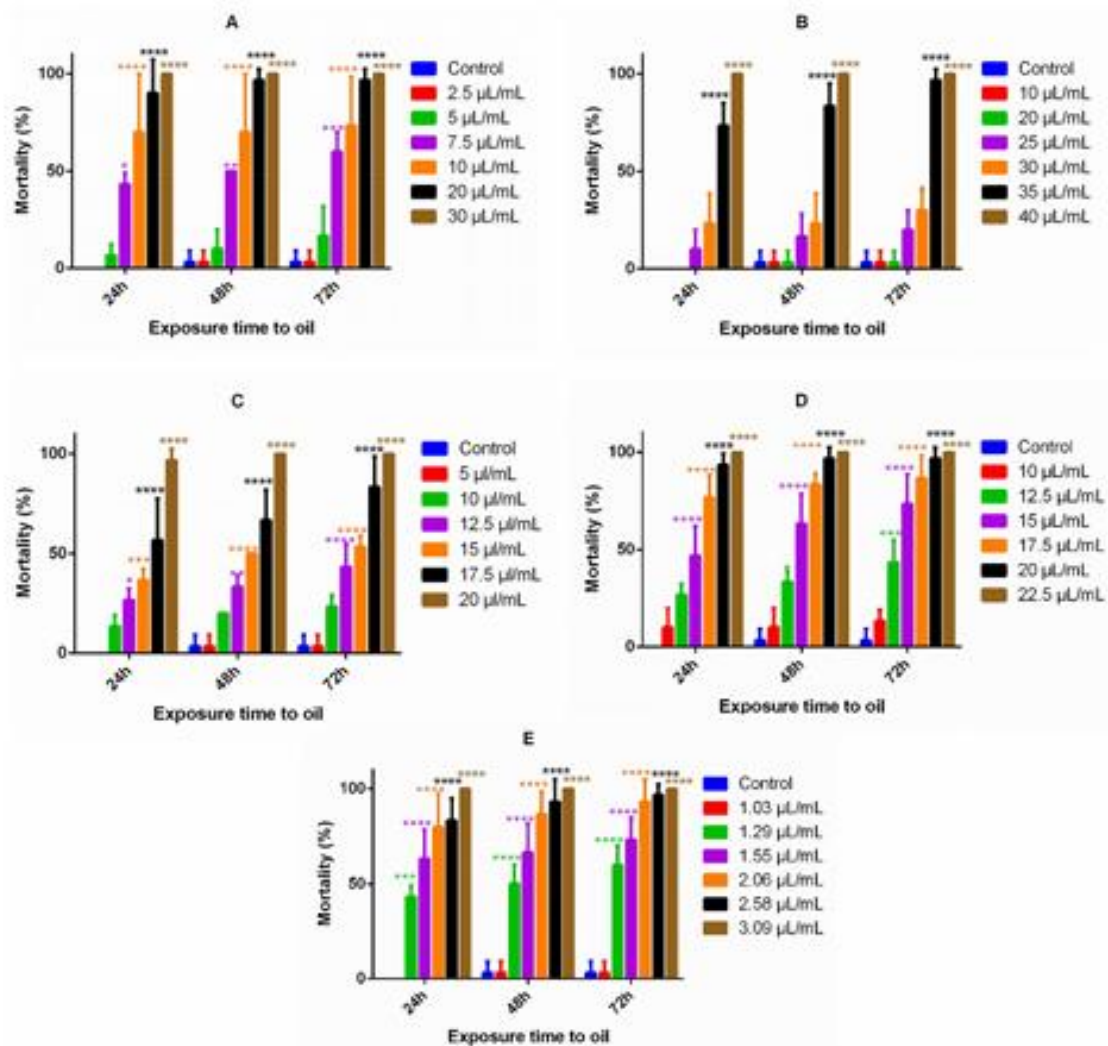 A
****
****
****
****
****
****
****
****
****
****
*
**
100
50
0
Mortality (%)
24h
48h
72h
Exposure time to oil
Control
2.5 µL/mL
5 µL/mL
7.5 µL/mL
10 µL/mL
20 µL/mL
30 µL/mL
B
****
****
****
****
****
****
100
50
0
Mortality (%)
24h
48h
72h
Exposure time to oil
Control
10 µL/mL
20 µL/mL
25 µL/mL
30 µL/mL
35 µL/mL
40 µL/mL
C
****
****
****
****
****
****
****
****
****
*
100
50
0
Mortality (%)
24h
48h
72h
Exposure time to oil
Control
5 µl/mL
10 µl/mL
12.5 µl/mL
15 µl/mL
17.5 µl/mL
20 µl/mL
D
****
****
****
****
****
****
****
****
****
****
****
****
***
100
50
0
Mortality (%)
24h
48h
72h
Exposure time to oil
Control
10 µL/mL
12.5 µL/mL
15 µL/mL
17.5 µL/mL
20 µL/mL
22.5 µL/mL
E
****
****
****
****
****
****
****
****
****
****
****
****
****
****
***
100
50
0
Mortality (%)
24h
48h
72h
Exposure time to oil
Control
1.03 µL/mL
1.29 µL/mL
1.55 µL/mL
2.06 µL/mL
2.58 µL/mL
3.09 µL/mL